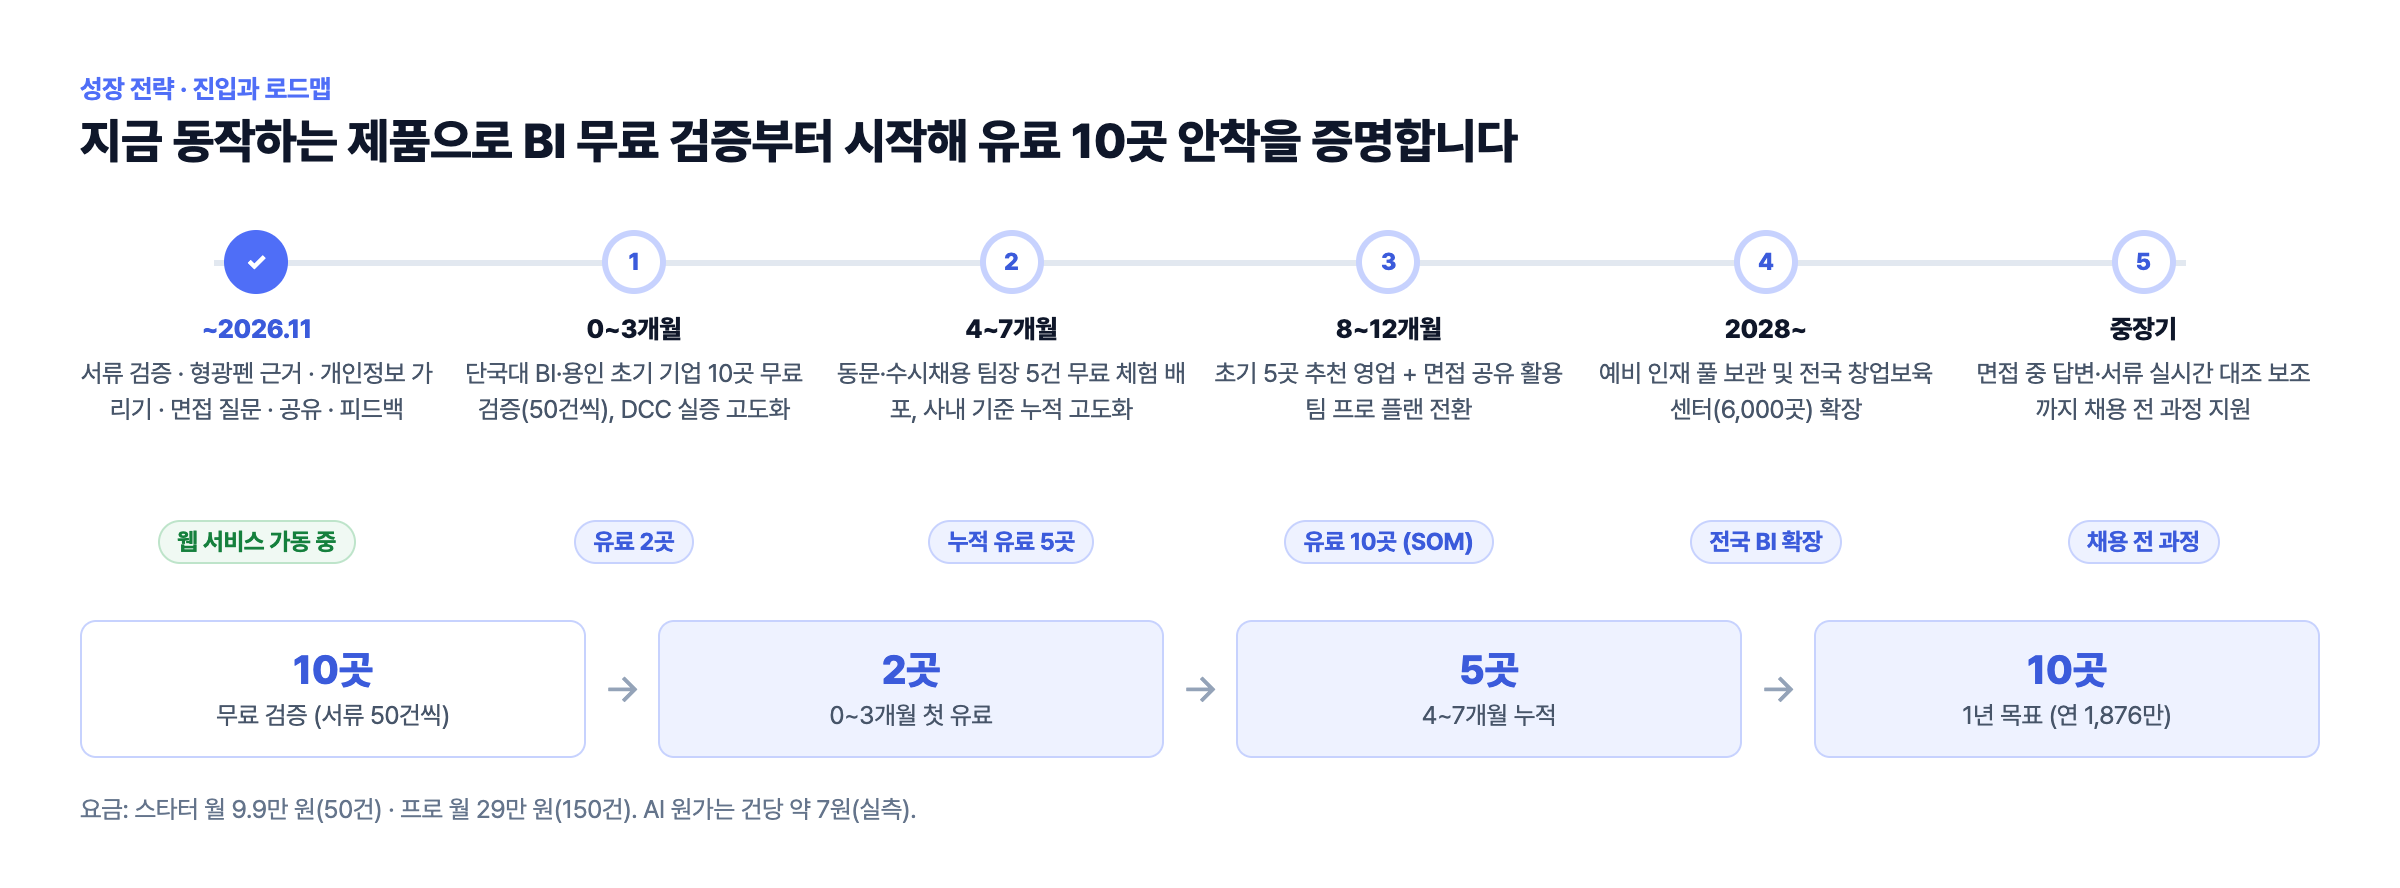 성장 전략 · 진입과 로드맵
지금 동작하는 제품으로 BI 무료 검증부터 시작해 유료 10곳 안착을 증명합니다
~2026.11
서류 검증 · 형광펜 근거 · 개인정보 가
리기 · 면접 질문 · 공유 · 피드백
웹 서비스 가동 중
1
0~3개월
단국대 BI·용인 초기 기업 10곳 무료
검증(50건씩), DCC 실증 고도화
유료 2곳
2
4~7개월
동문·수시채용 팀장 5건 무료 체험 배
포, 사내 기준 누적 고도화
누적 유료 5곳
3
8~12개월
초기 5곳 추천 영업 + 면접 공유 활용
팀 프로 플랜 전환
유료 10곳 (SOM)
4
2028~
예비 인재 풀 보관 및 전국 창업보육
센터(6,000곳) 확장
전국 BI 확장
5
중장기
면접 중 답변·서류 실시간 대조 보조
까지 채용 전 과정 지원
채용 전 과정
10곳
무료 검증 (서류 50건씩)
→
2곳
0~3개월 첫 유료
→
5곳
4~7개월 누적
→
10곳
1년 목표 (연 1,876만)
요금: 스타터 월 9.9만 원(50건) · 프로 월 29만 원(150건). AI 원가는 건당 약 7원(실측).